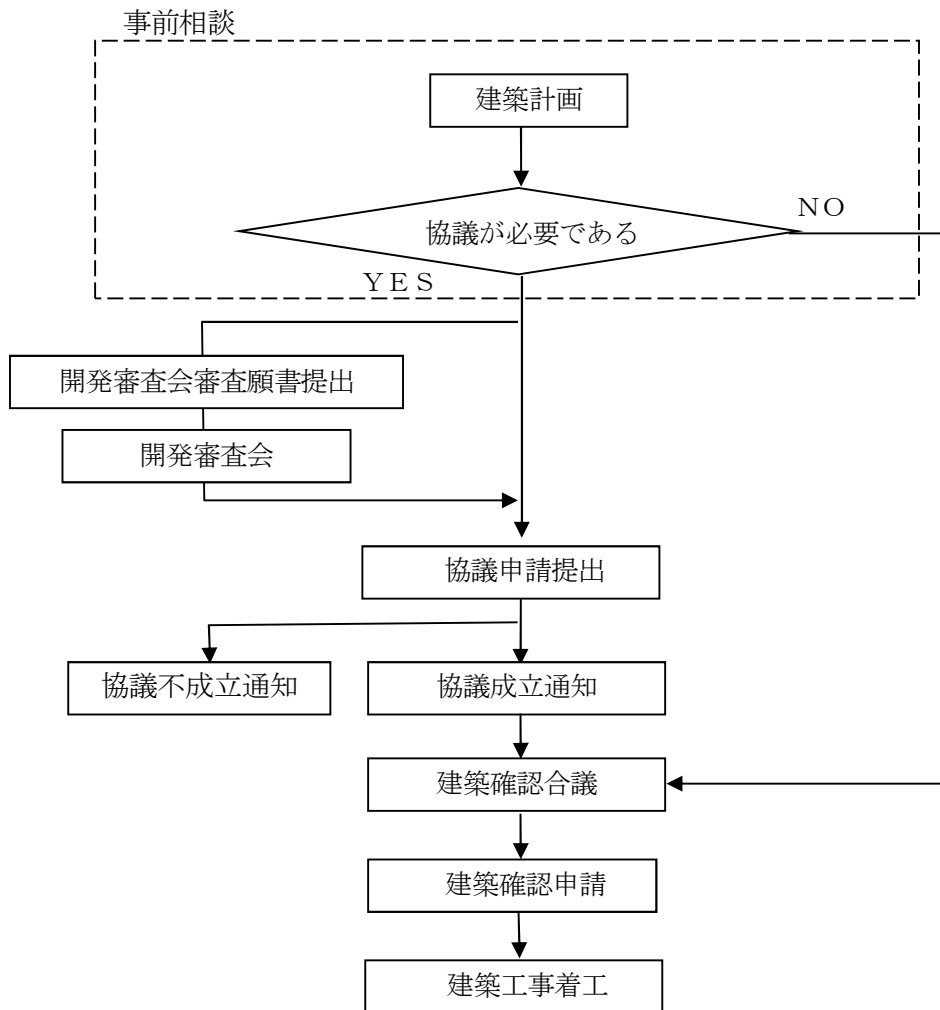 事前相談
建築計画
協議が必要である
ＮＯ
ＹＥＳ
開発審査会審査願書提出
開発審査会
協議申請提出
協議不成立通知
協議成立通知
建築確認合議
建築確認申請
建築工事着工